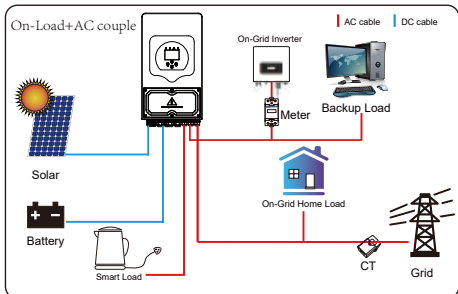 On-Load+AC couple
AC cable
DC cable
On-Grid Inverter
Meter
Backup Load
Solar
On-Grid Home Load
Battery
Smart Load
CT
Grid